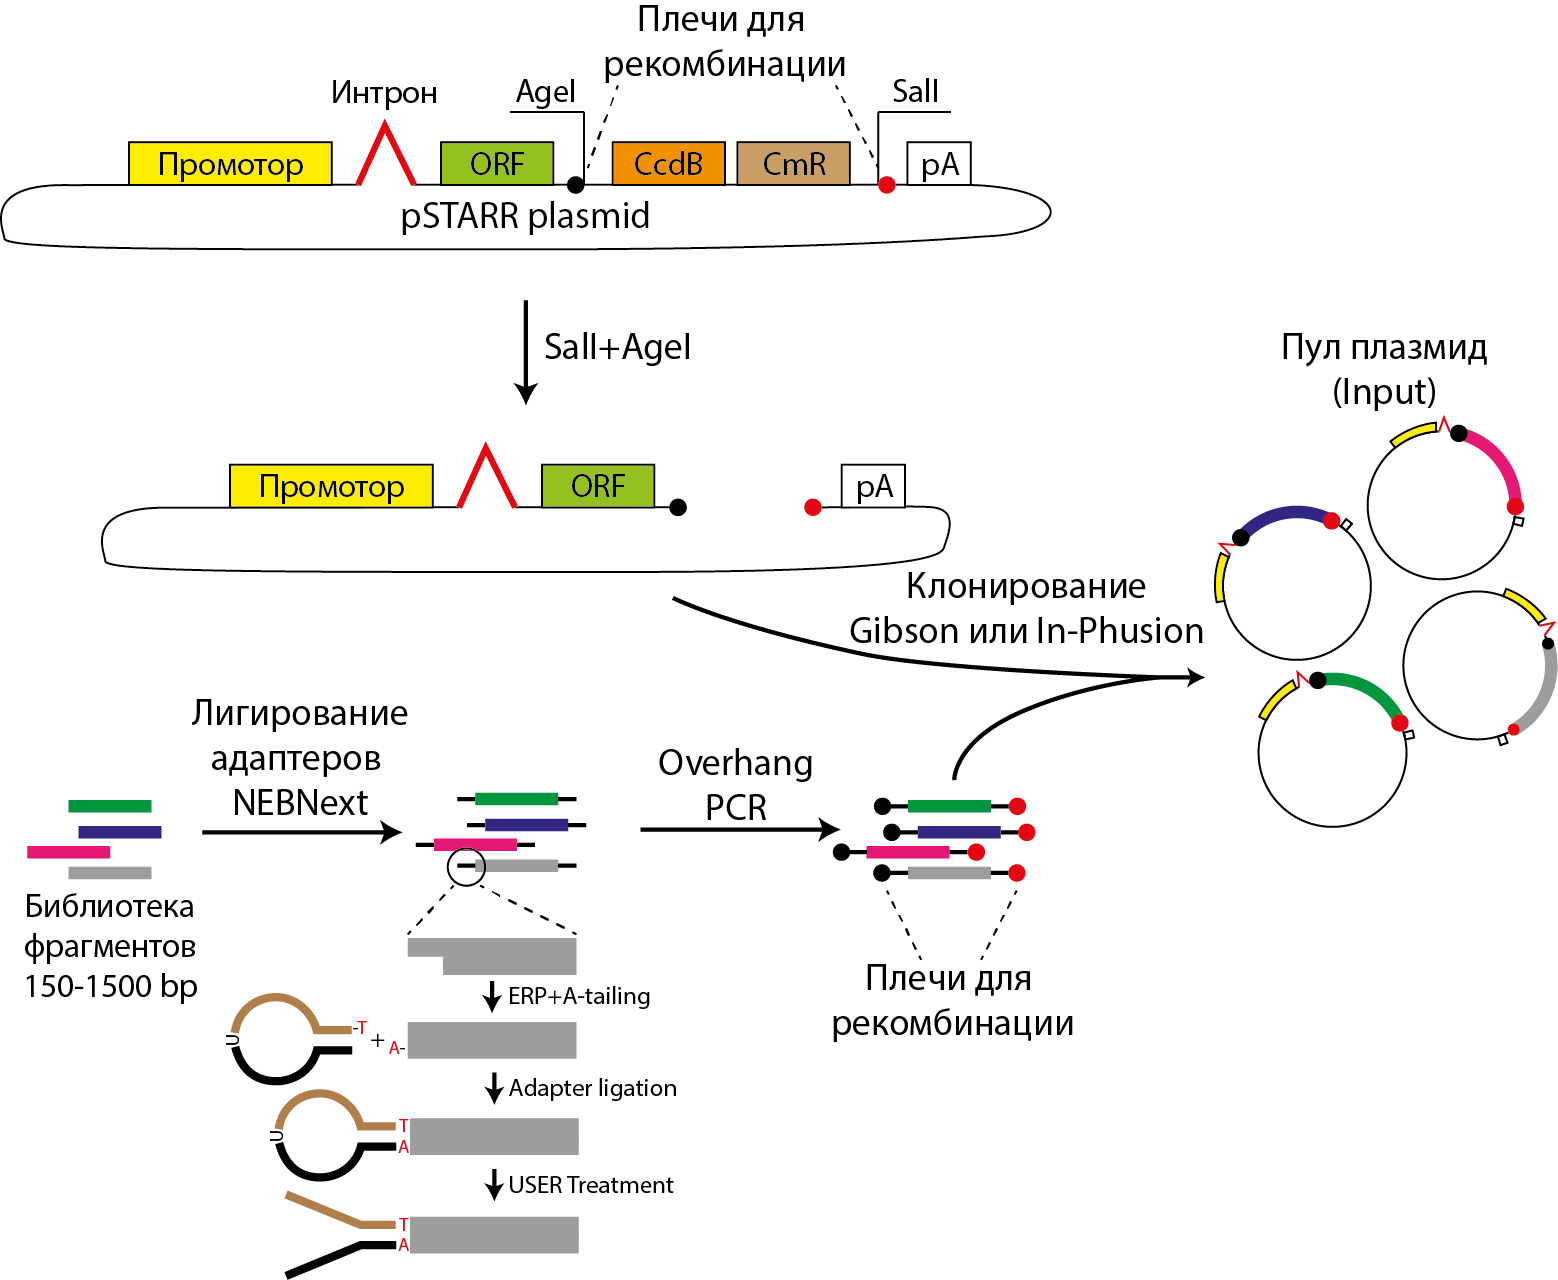 Плечи для
рекомбинации
Интрон
AgeI
SalI
Промотор
ORF
CcdB
CmR
pA
pSTARR plasmid
SalI+AgeI
Промотор
ORF
pA
Пул плазмид
(Input)
Клонирование
Gibson или In-Phusion
Лигирование
адаптеров
NEBNext
Overhang
PCR
Библиотека
фрагментов
150-1500 bp
Плечи для
рекомбинации
ERP+A-tailing
U
-T
+
A-
Adapter ligation
U
T
A
USER Treatment
T
A